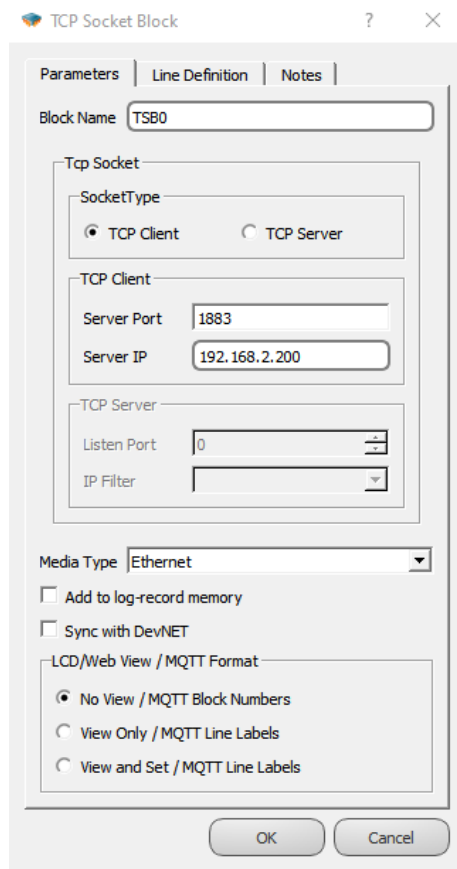 TCP Socket Block ?
Parameters Line Definition Notes
Block Name TSB0
Tcp Socket
SocketType
TCP Client TCP Server
TCP Client
Server Port 1883
Server IP 192.168.2.200
TCP Server
Listen Port 0
IP Filter
Media Type Ethernet
Add to log-record memory
Sync with DevNET
LCD/Web View / MQTT Format
No View / MQTT Block Numbers
View Only / MQTT Line Labels
View and Set / MQTT Line Labels
OK Cancel